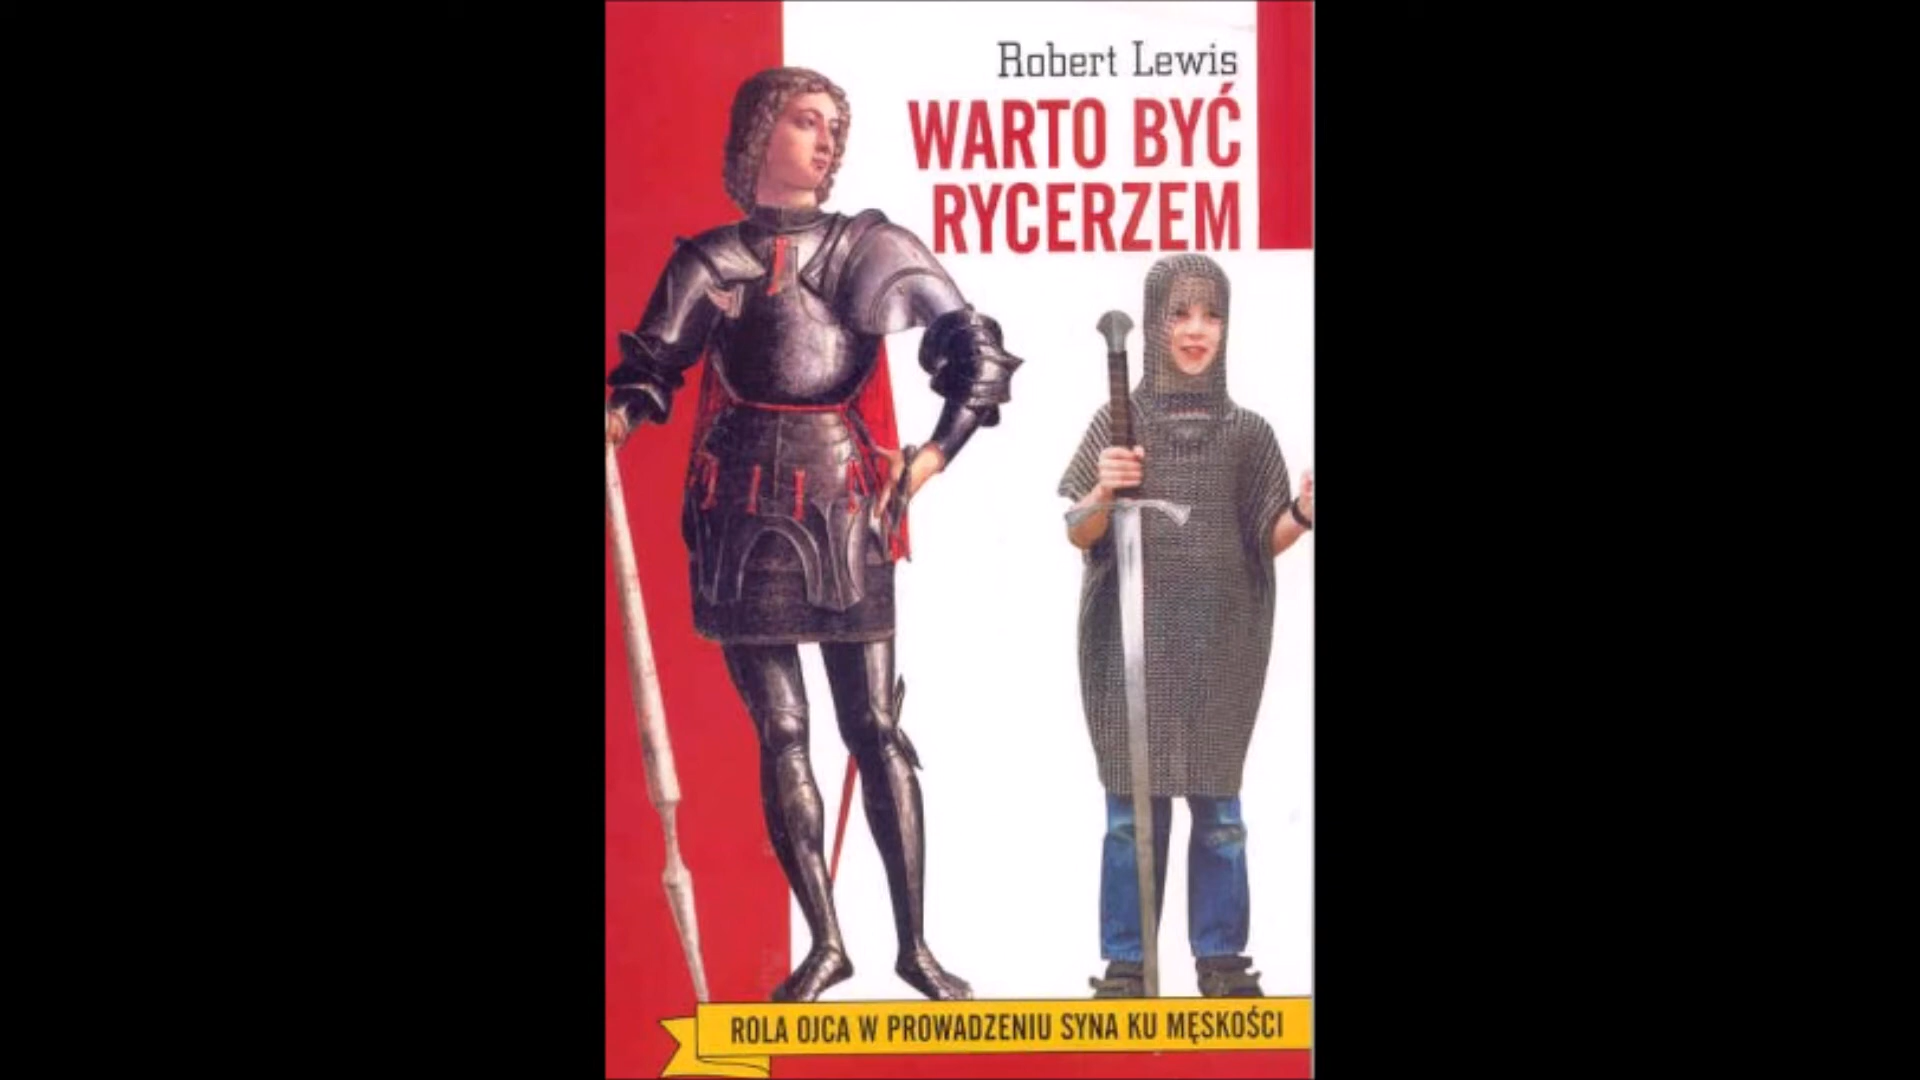 Robert Lewis
WARTO BYĆ
RYCERZEM
ROLA OJCA W PROWADZENIU SYNA KU MĘSKOŚCI